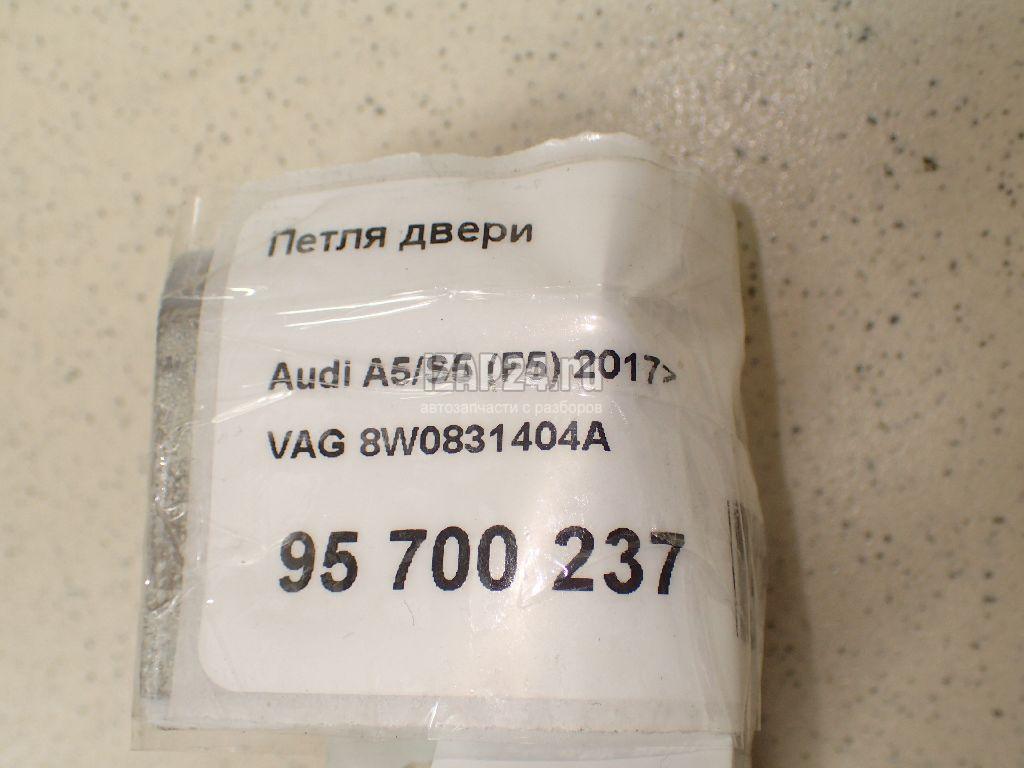 Петля двери
Audi A5/S5 (F5) 2017>
автозапчасти с разборов
VAG 8W0831404A
95 700 237